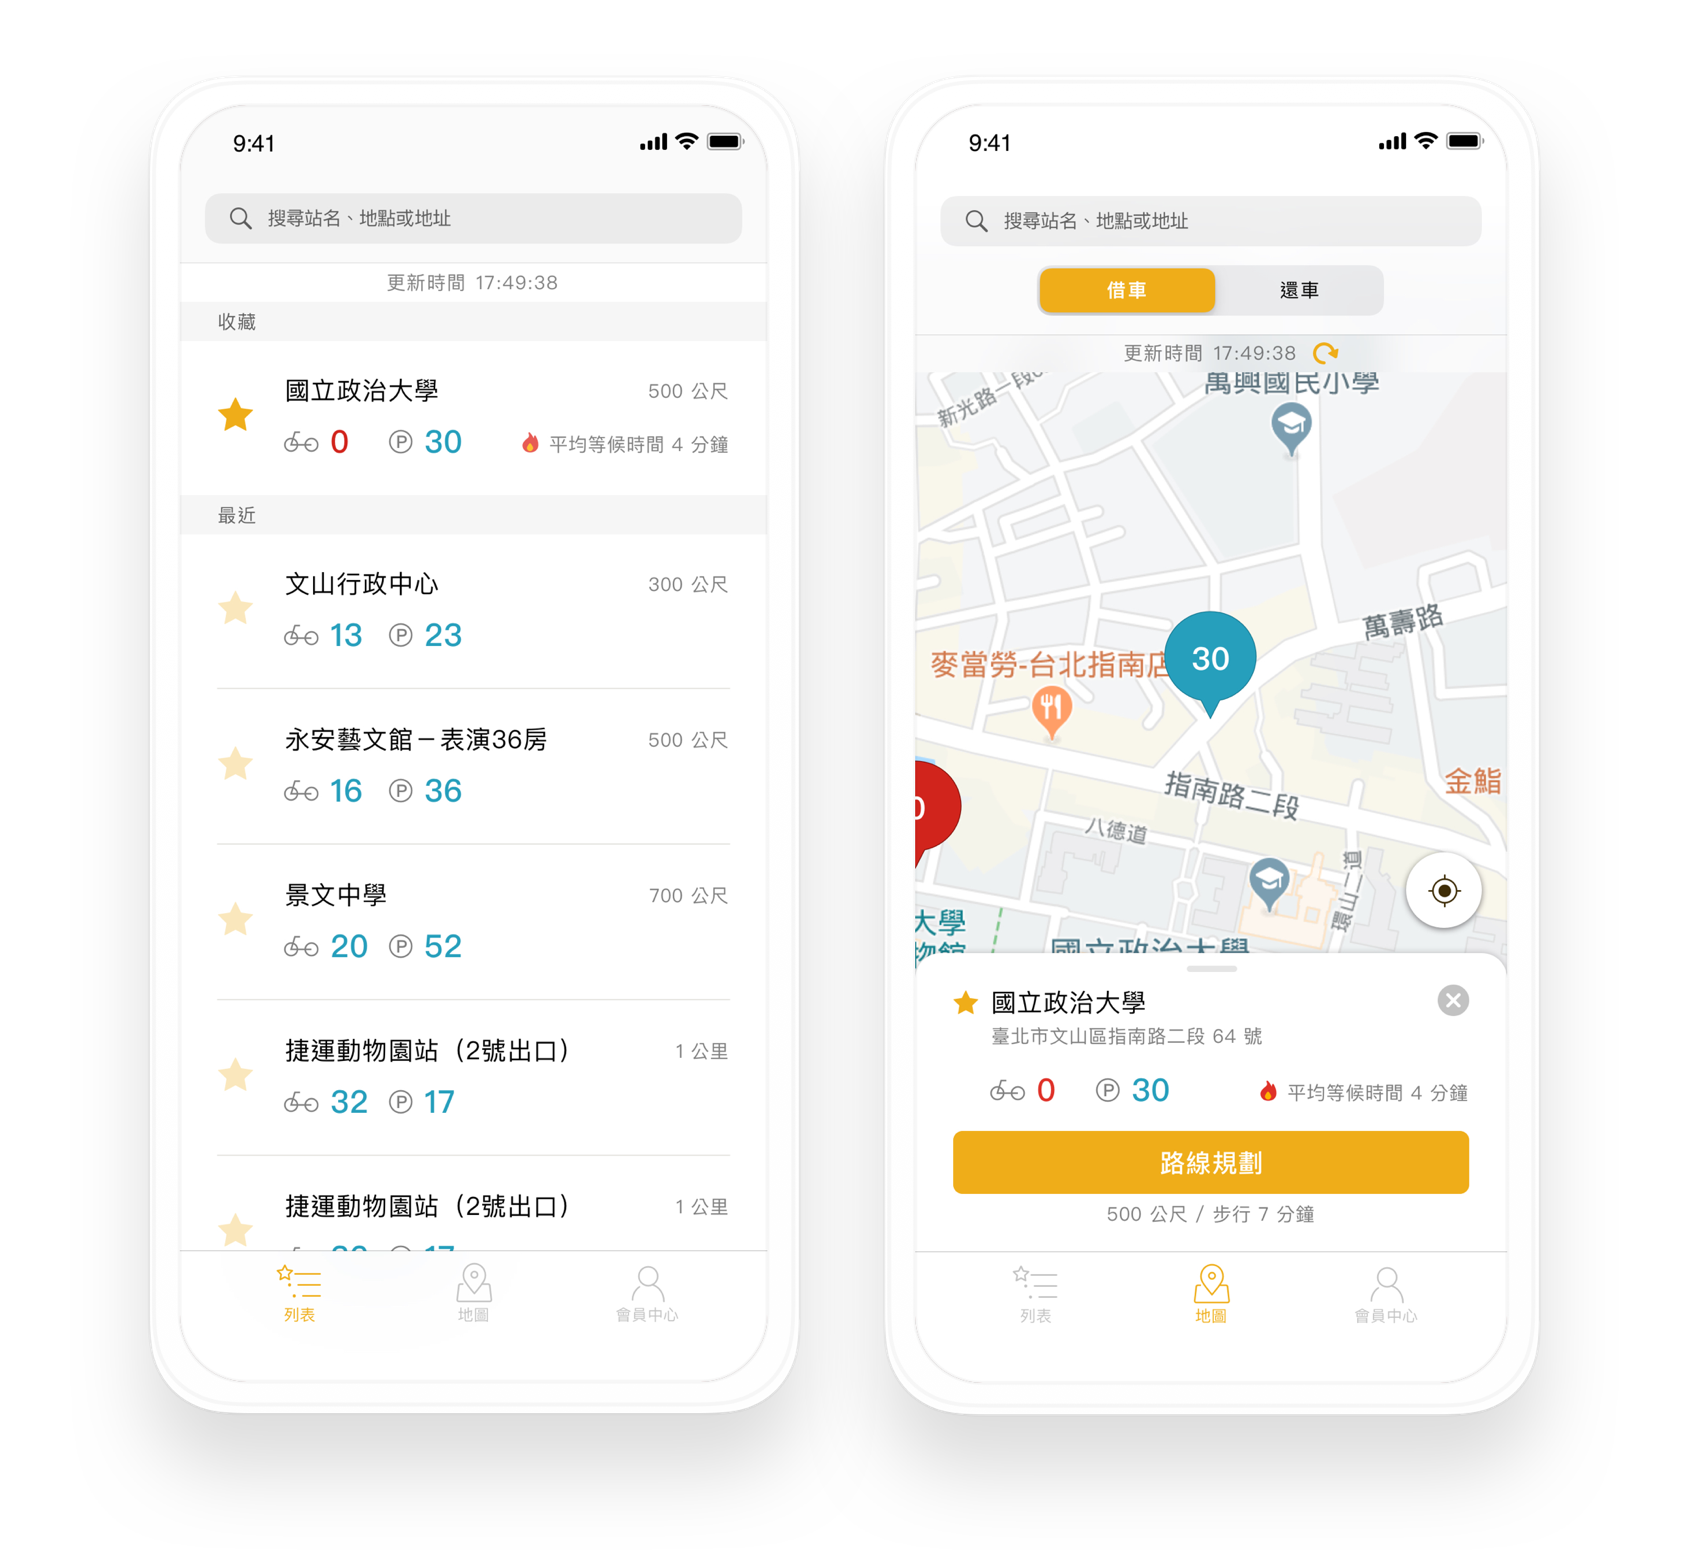 9:41
搜尋站名、地點或地址
更新時間 17:49:38
收藏
國立政治大學 500 公尺
0 P 30 平均等候時間 4 分鐘
最近
文山行政中心 300 公尺
13 P 23
永安藝文館－表演36房 500 公尺
16 P 36
景文中學 700 公尺
20 P 52
捷運動物園站（2號出口） 1 公里
32 P 17
捷運動物園站（2號出口） 1 公里
列表 地圖 會員中心
9:41
搜尋站名、地點或地址
借車 還車
更新時間 17:49:38
萬興國民小學
新光路一段
萬壽路
30
麥當勞-台北指南店
金鮨
指南路二段
0
八德道
環山二道
大學
物館
國立政治大學
國立政治大學
臺北市文山區指南路二段 64 號
0 P 30 平均等候時間 4 分鐘
路線規劃
500 公尺 / 步行 7 分鐘
列表 地圖 會員中心